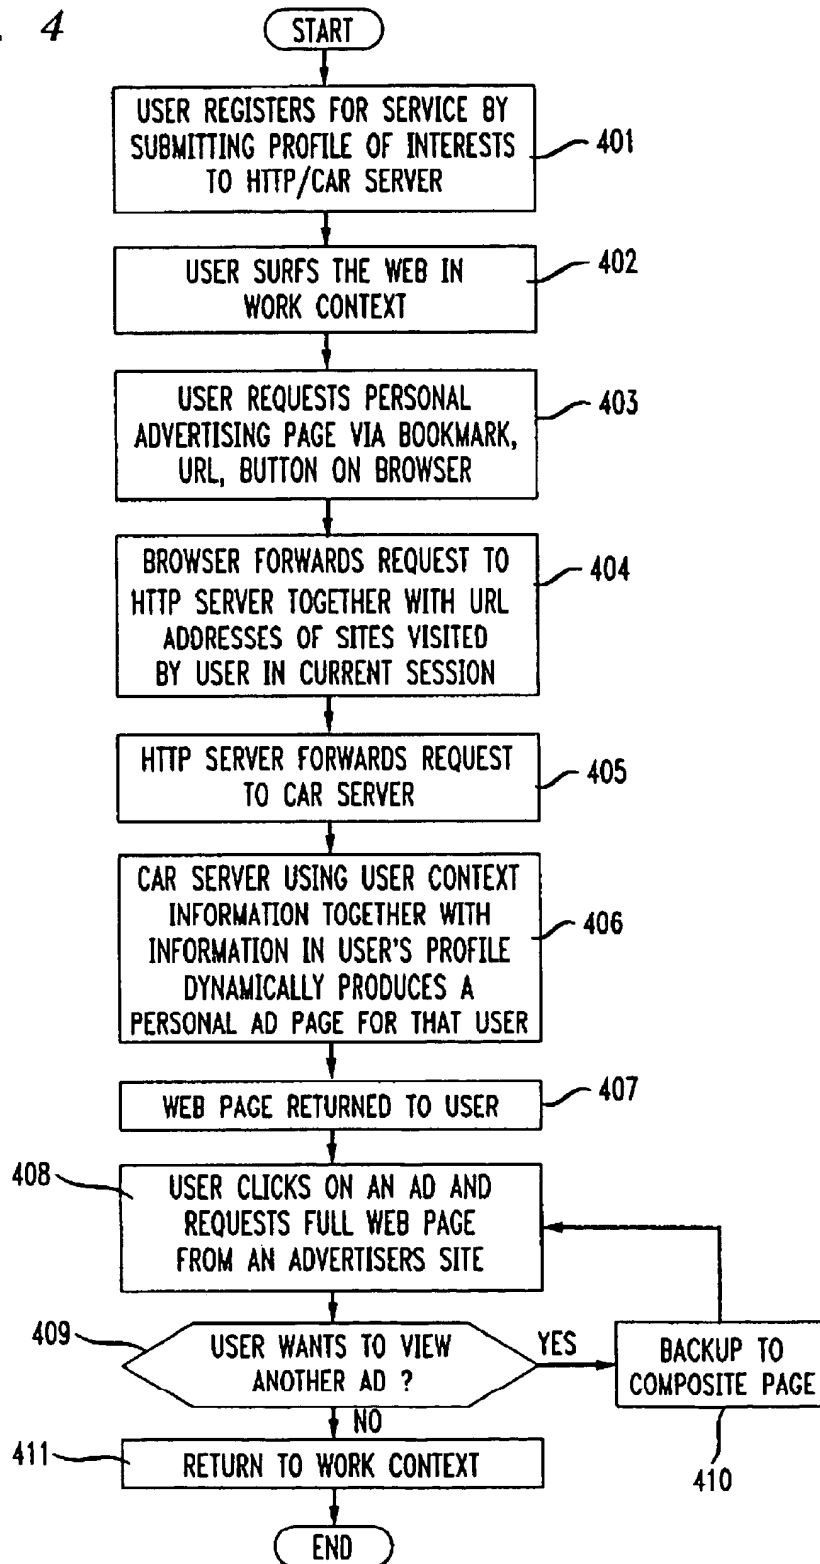 . 4
START
USER REGISTERS FOR SERVICE BY
SUBMITTING PROFILE OF INTERESTS
TO HTTP/CAR SERVER
401
USER SURFS THE WEB IN
WORK CONTEXT
402
USER REQUESTS PERSONAL
ADVERTISING PAGE VIA BOOKMARK,
URL, BUTTON ON BROWSER
403
BROWSER FORWARDS REQUEST TO
HTTP SERVER TOGETHER WITH URL
ADDRESSES OF SITES VISITED
BY USER IN CURRENT SESSION
404
HTTP SERVER FORWARDS REQUEST
TO CAR SERVER
405
CAR SERVER USING USER CONTEXT
INFORMATION TOGETHER WITH
INFORMATION IN USER'S PROFILE
DYNAMICALLY PRODUCES A
PERSONAL AD PAGE FOR THAT USER
406
WEB PAGE RETURNED TO USER
407
408
USER CLICKS ON AN AD AND
REQUESTS FULL WEB PAGE
FROM AN ADVERTISERS SITE
409
USER WANTS TO VIEW
ANOTHER AD ?
YES
BACKUP TO
COMPOSITE PAGE
410
NO
411
RETURN TO WORK CONTEXT
END